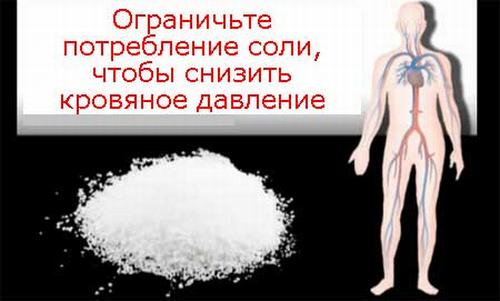 Ограничьте
потребление соли,
чтобы снизить
кровяное давление